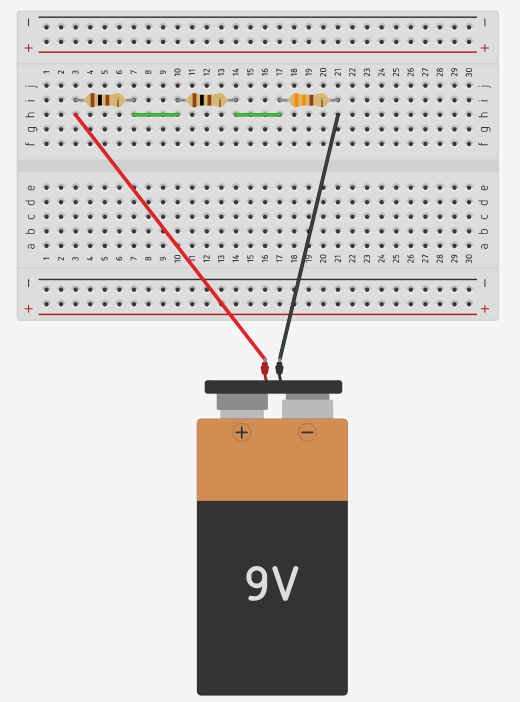 − −
+ +
1 2 3 4 5 6 7 8 9 10 11 12 13 14 15 16 17 18 19 20 21 22 23 24 25 26 27 28 29 30
j j
i i
h h
g g
f f
e e
d d
c c
b b
a a
1 2 3 4 5 6 7 8 9 10 11 12 13 14 15 16 17 18 19 20 21 22 23 24 25 26 27 28 29 30
− −
+ +
+ −
9V